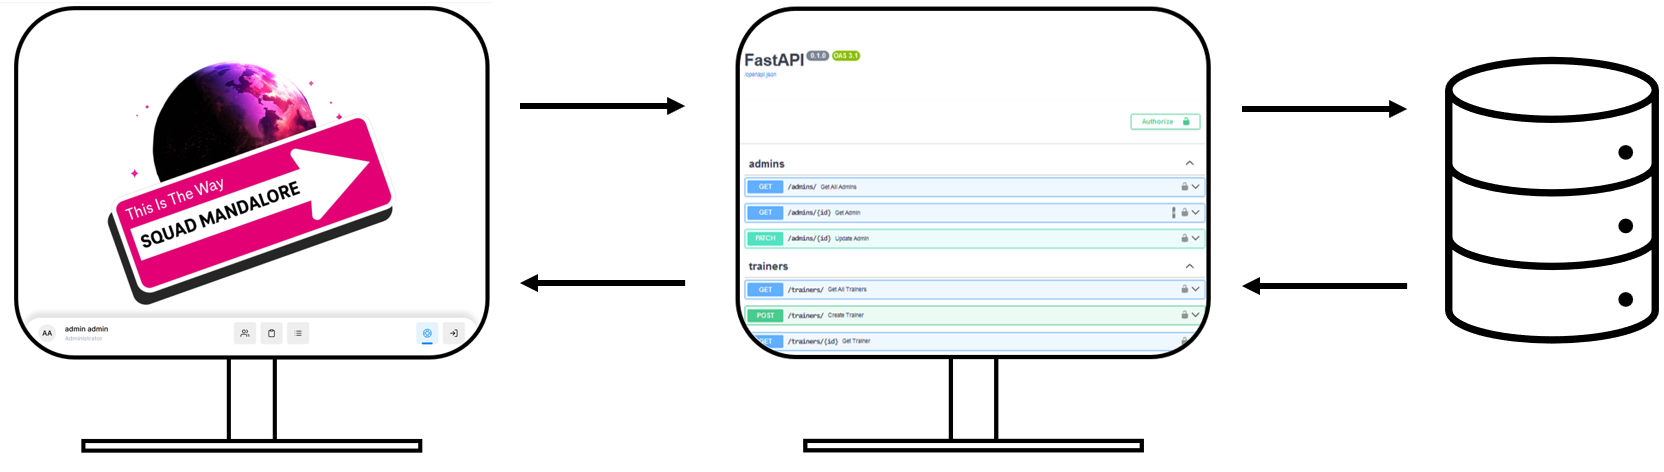 This Is The Way
SQUAD MANDALORE
AA
admin admin
Administrator
FastAPI 0.1.0 OAS 3.1
/openapi.json
Authorize
admins
GET /admins/ Get All Admins
GET /admins/{id} Get Admin
PATCH /admins/{id} Update Admin
trainers
GET /trainers/ Get All Trainers
POST /trainers/ Create Trainer
GET /trainers/{id} Get Trainer